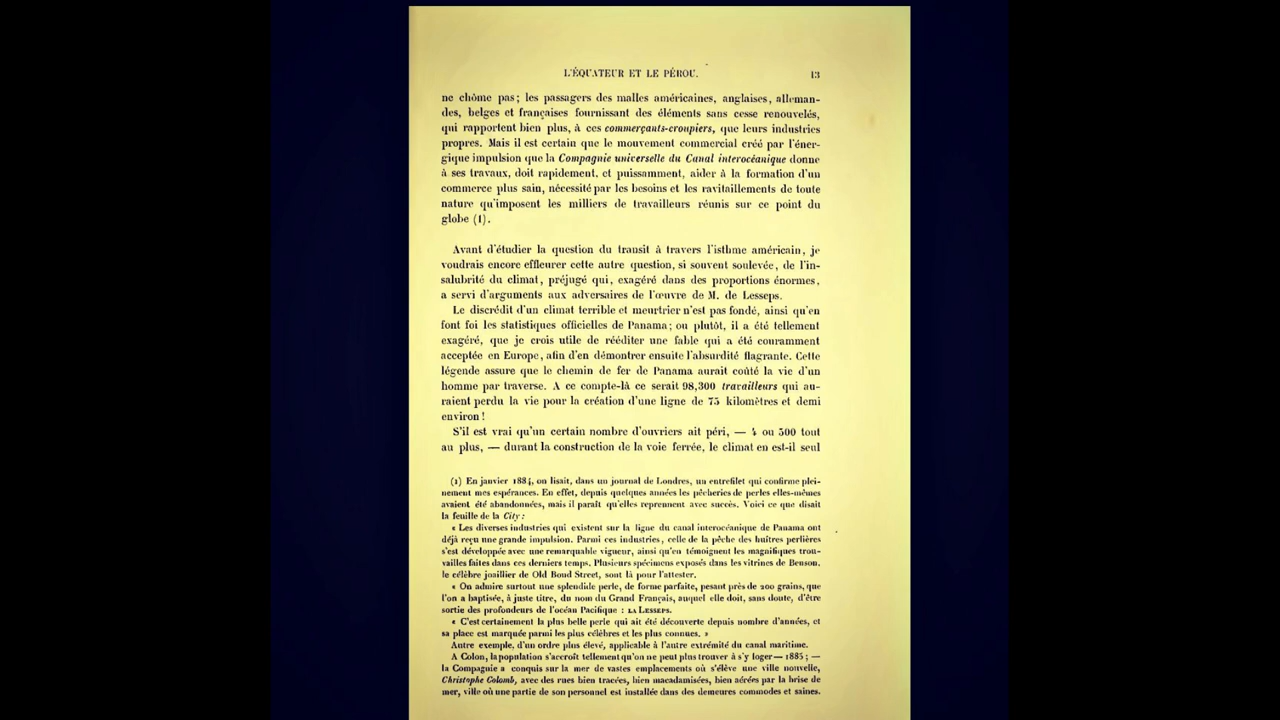 L'ÉQUATEUR ET LE PÉROU. 13
ne chôme pas; les passagers des malles américaines, anglaises, alleman-
des, belges et françaises fournissant des éléments sans cesse renouvelés,
qui rapportent bien plus, à ces commerçants-croupiers, que leurs industries
propres. Mais il est certain que le mouvement commercial créé par l'éner-
gique impulsion que la Compagnie universelle du Canal interocéanique donne
à ses travaux, doit rapidement, et puissamment, aider à la formation d'un
commerce plus sain, nécessité par les besoins et les ravitaillements de toute
nature qu'imposent les milliers de travailleurs réunis sur ce point du
globe (1).
Avant d'étudier la question du transit à travers l'isthme américain, je
voudrais encore effleurer cette autre question, si souvent soulevée, de l'in-
salubrité du climat, préjugé qui, exagéré dans des proportions énormes,
a servi d'arguments aux adversaires de l'œuvre de M. de Lesseps.
Le discrédit d'un climat terrible et meurtrier n'est pas fondé, ainsi qu'en
font foi les statistiques officielles de Panama; ou plutôt, il a été tellement
exagéré, que je crois utile de rééditer une fable qui a été couramment
acceptée en Europe, afin d'en démontrer ensuite l'absurdité flagrante. Cette
légende assure que le chemin de fer de Panama aurait coûté la vie d'un
homme par traverse. A ce compte-là ce serait 98,300 travailleurs qui au-
raient perdu la vie pour la création d'une ligne de 75 kilomètres et demi
environ!
S'il est vrai qu'un certain nombre d'ouvriers ait péri, — 4 ou 500 tout
au plus, — durant la construction de la voie ferrée, le climat en est-il seul
(1) En janvier 1884, on lisait, dans un journal de Londres, un entrefilet qui confirme plei-
nement mes espérances. En effet, depuis quelques années les pêcheries de perles elles-mêmes
avaient été abandonnées, mais il paraît qu'elles reprennent avec succès. Voici ce que disait
la feuille de la City:
« Les diverses industries qui existent sur la ligne du canal interocéanique de Panama ont
déjà reçu une grande impulsion. Parmi ces industries, celle de la pêche des huîtres perlières
s'est développée avec une remarquable vigueur, ainsi qu'en témoignent les magnifiques trou-
vailles faites dans ces derniers temps. Plusieurs spécimens exposés dans les vitrines de Benson,
le célèbre joaillier de Old Bond Street, sont là pour l'attester.
« On admire surtout une splendide perle, de forme parfaite, pesant près de 200 grains, que
l'on a baptisée, à juste titre, du nom du Grand Français, auquel elle doit, sans doute, d'être
sortie des profondeurs de l'océan Pacifique : LA LESSEPS.
« C'est certainement la plus belle perle qui ait été découverte depuis nombre d'années, et
sa place est marquée parmi les plus célèbres et les plus connues. »
Autre exemple, d'un ordre plus élevé, applicable à l'autre extrémité du canal maritime.
A Colon, la population s'accroît tellement qu'on ne peut plus trouver à s'y loger — 1885; —
la Compagnie a conquis sur la mer de vastes emplacements où s'élève une ville nouvelle,
Christophe Colomb, avec des rues bien tracées, bien macadamisées, bien aérées par la brise de
mer, ville où une partie de son personnel est installée dans des demeures commodes et saines.